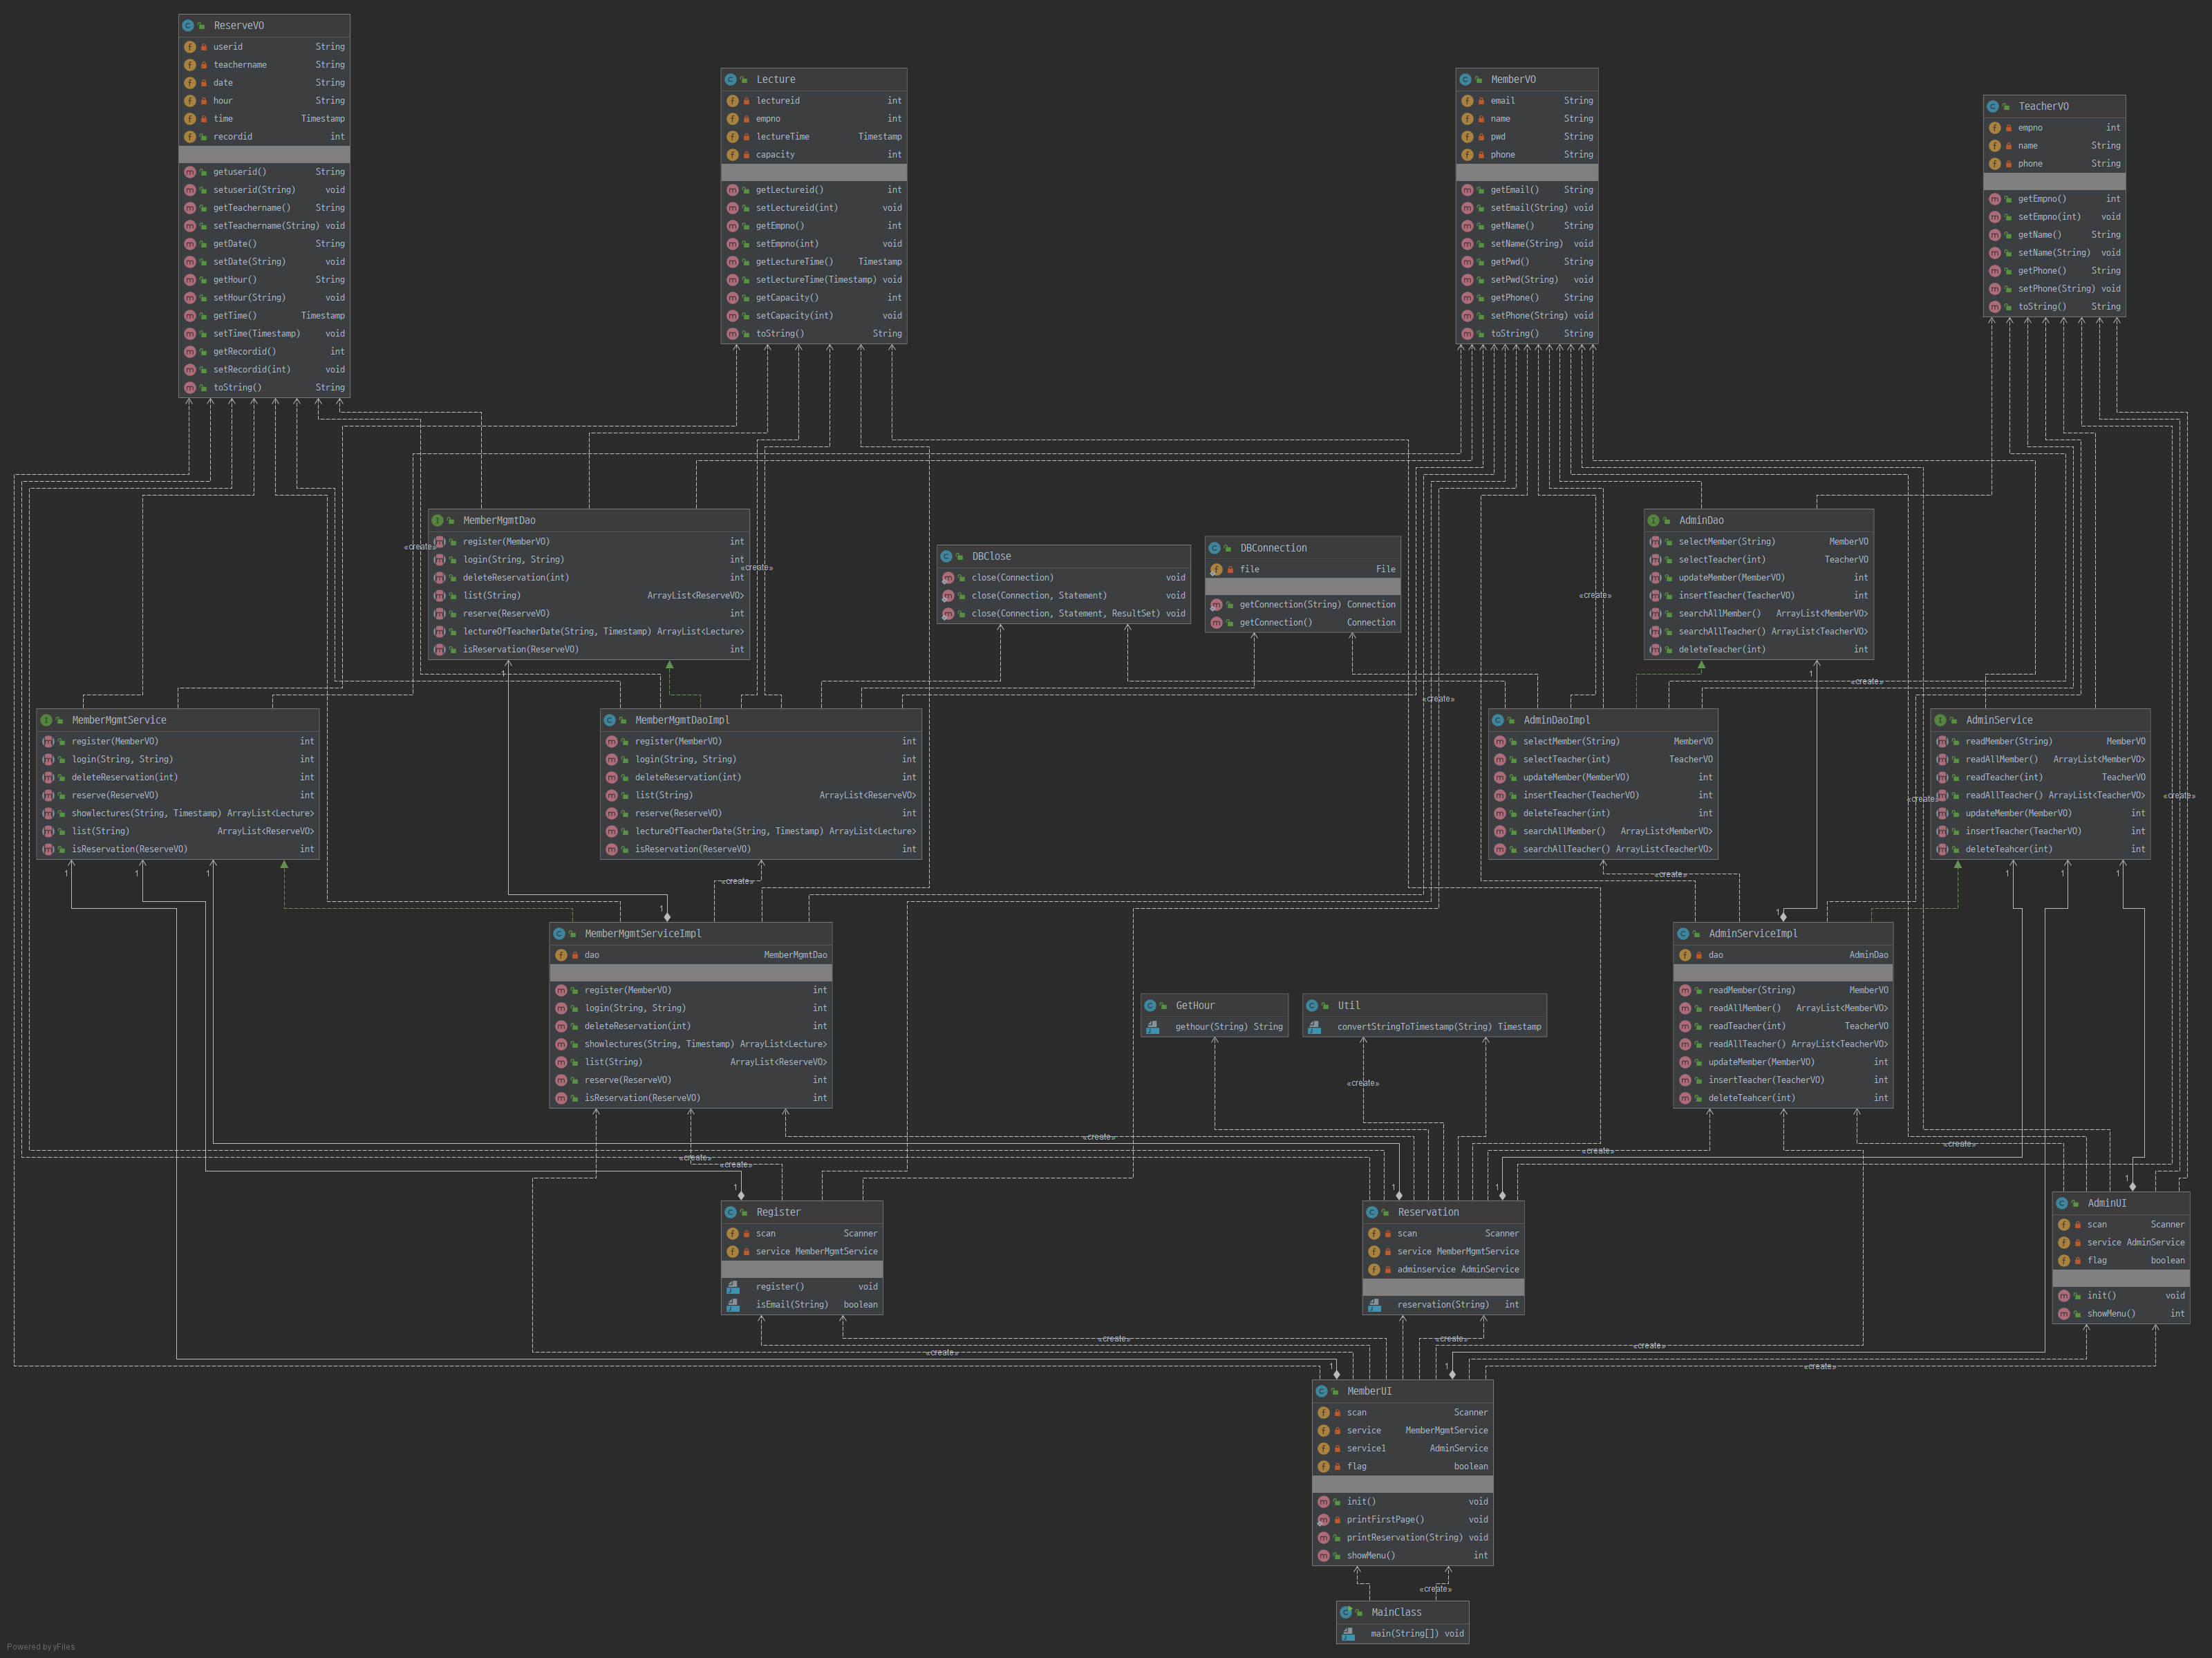 ReserveVO
userid String
teachername String
date String
hour String
time Timestamp
recordid int
getuserid() String
setuserid(String) void
getTeachername() String
setTeachername(String) void
getDate() String
setDate(String) void
getHour() String
setHour(String) void
getTime() Timestamp
setTime(Timestamp) void
getRecordid() int
setRecordid(int) void
toString() String
Lecture
lectureid int
empno int
lectureTime Timestamp
capacity int
getLectureid() int
setLectureid(int) void
getEmpno() int
setEmpno(int) void
getLectureTime() Timestamp
setLectureTime(Timestamp) void
getCapacity() int
setCapacity(int) void
toString() String
MemberVO
email String
name String
pwd String
phone String
getEmail() String
setEmail(String) void
getName() String
setName(String) void
getPwd() String
setPwd(String) void
getPhone() String
setPhone(String) void
toString() String
TeacherVO
empno int
name String
phone String
getEmpno() int
setEmpno(int) void
getName() String
setName(String) void
getPhone() String
setPhone(String) void
toString() String
MemberMgmtDao
register(MemberVO) int
login(String, String) int
deleteReservation(int) int
list(String) ArrayList<ReserveVO>
reserve(ReserveVO) int
lectureOfTeacherDate(String, Timestamp) ArrayList<Lecture>
isReservation(ReserveVO) int
«create»
«create»
DBClose
close(Connection) void
close(Connection, Statement) void
close(Connection, Statement, ResultSet) void
DBConnection
file File
getConnection(String) Connection
getConnection() Connection
«create»
AdminDao
selectMember(String) MemberVO
selectTeacher(int) TeacherVO
updateMember(MemberVO) int
insertTeacher(TeacherVO) int
searchAllMember() ArrayList<MemberVO>
searchAllTeacher() ArrayList<TeacherVO>
deleteTeacher(int) int
1
1
«create»
«create»
MemberMgmtService
register(MemberVO) int
login(String, String) int
deleteReservation(int) int
reserve(ReserveVO) int
showlectures(String, Timestamp) ArrayList<Lecture>
list(String) ArrayList<ReserveVO>
isReservation(ReserveVO) int
MemberMgmtDaoImpl
register(MemberVO) int
login(String, String) int
deleteReservation(int) int
list(String) ArrayList<ReserveVO>
reserve(ReserveVO) int
lectureOfTeacherDate(String, Timestamp) ArrayList<Lecture>
isReservation(ReserveVO) int
AdminDaoImpl
selectMember(String) MemberVO
selectTeacher(int) TeacherVO
updateMember(MemberVO) int
insertTeacher(TeacherVO) int
deleteTeacher(int) int
searchAllMember() ArrayList<MemberVO>
searchAllTeacher() ArrayList<TeacherVO>
AdminService
readMember(String) MemberVO
readAllMember() ArrayList<MemberVO>
readTeacher(int) TeacherVO
readAllTeacher() ArrayList<TeacherVO>
updateMember(MemberVO) int
insertTeacher(TeacherVO) int
deleteTeahcer(int) int
«create»
«create»
1
1
1
«create»
«create»
1
1
1
1
1
MemberMgmtServiceImpl
dao MemberMgmtDao
register(MemberVO) int
login(String, String) int
deleteReservation(int) int
showlectures(String, Timestamp) ArrayList<Lecture>
list(String) ArrayList<ReserveVO>
reserve(ReserveVO) int
isReservation(ReserveVO) int
AdminServiceImpl
dao AdminDao
readMember(String) MemberVO
readAllMember() ArrayList<MemberVO>
readTeacher(int) TeacherVO
readAllTeacher() ArrayList<TeacherVO>
updateMember(MemberVO) int
insertTeacher(TeacherVO) int
deleteTeahcer(int) int
GetHour
gethour(String) String
Util
convertStringToTimestamp(String) Timestamp
«create»
«create»
«create»
«create»
«create»
«create»
1
1
1
1
Register
scan Scanner
service MemberMgmtService
register() void
isEmail(String) boolean
Reservation
scan Scanner
service MemberMgmtService
adminservice AdminService
reservation(String) int
AdminUI
scan Scanner
service AdminService
flag boolean
init() void
showMenu() int
«create»
«create»
«create»
«create»
«create»
1
1
MemberUI
scan Scanner
service MemberMgmtService
service1 AdminService
flag boolean
init() void
printFirstPage() void
printReservation(String) void
showMenu() int
«create»
MainClass
main(String[]) void
Powered by yFiles